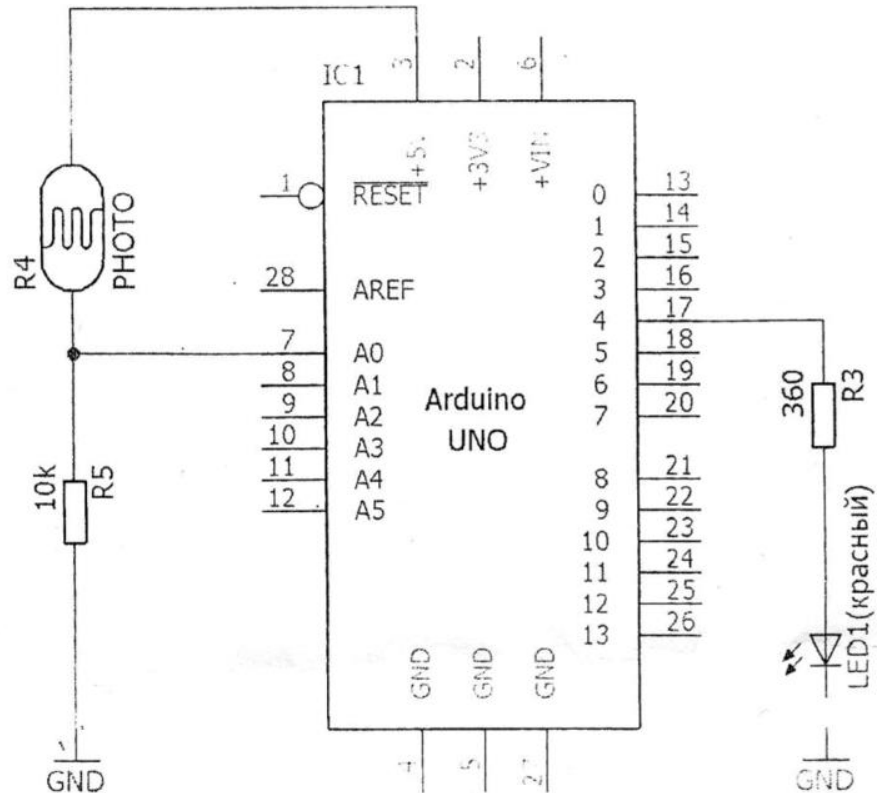 3
2
6
IC1
+5V
+3V3
+VIN
1
RESET
28
AREF
7
A0
8
A1
9
A2
10
A3
11
A4
12
A5
Arduino
UNO
0
13
1
14
2
15
3
16
4
17
5
18
6
19
7
20
8
21
9
22
10
23
11
24
12
25
13
26
GND
GND
GND
4
5
27
R4
PHOTO
10k
R5
GND
360
R3
LED1(красный)
GND